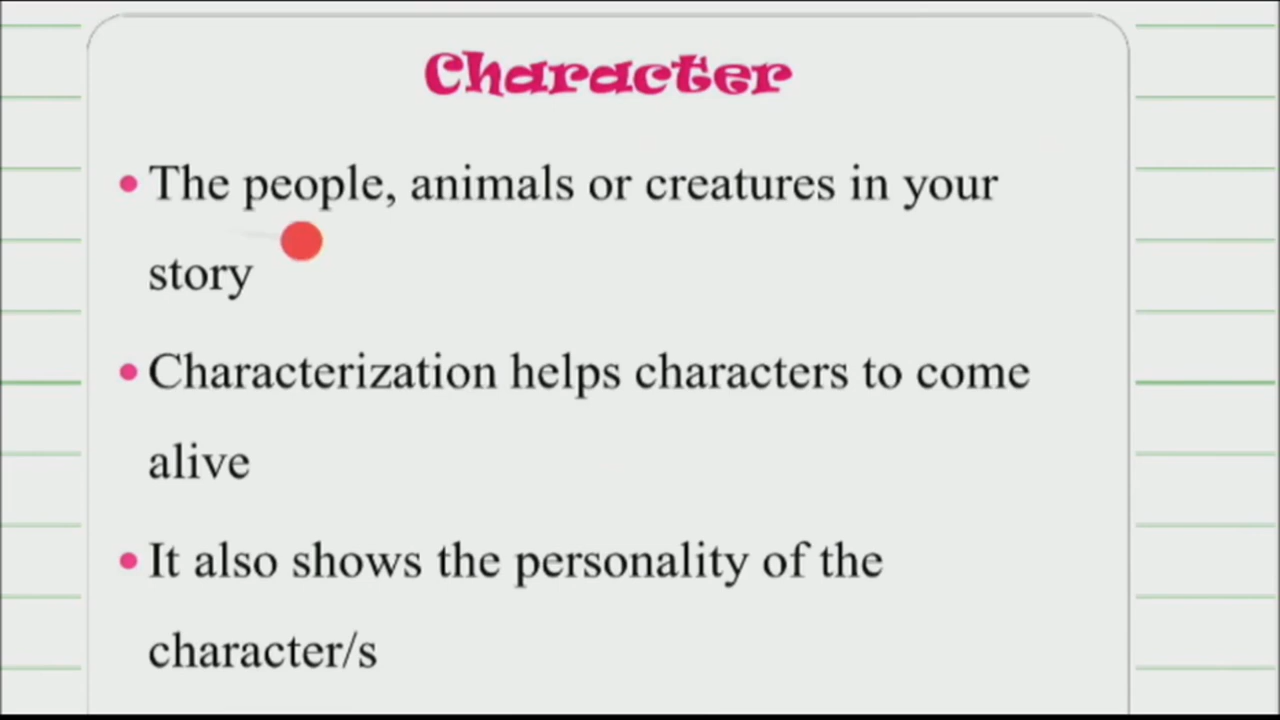 Character
The people, animals or creatures in your
story
Characterization helps characters to come
alive
It also shows the personality of the
character/s